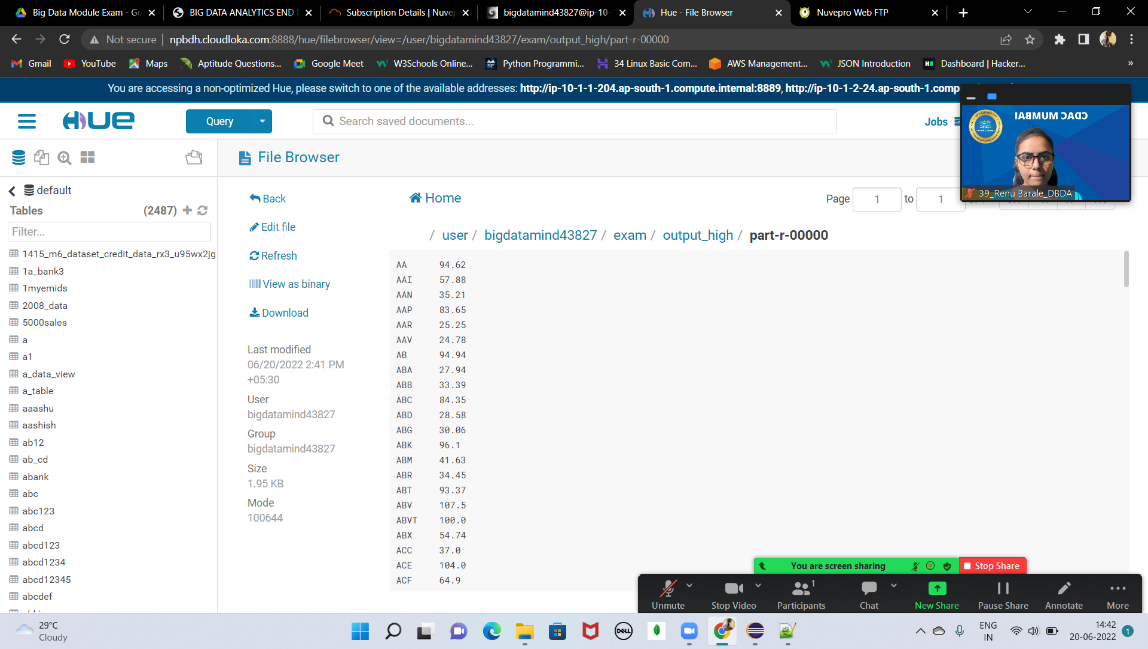 Big Data Module Exam - Go
BIG DATA ANALYTICS END
Subscription Details | Nuve
bigdatamind43827@ip-10-
Hue - File Browser
Nuvepro Web FTP
Not secure | npbdh.cloudloka.com:8888/hue/filebrowser/view=/user/bigdatamind43827/exam/output_high/part-r-00000
Gmail
YouTube
Maps
Aptitude Questions...
Google Meet
W3Schools Online...
Python Programmi...
34 Linux Basic Com...
AWS Management...
JSON Introduction
Dashboard | Hacker...
You are accessing a non-optimized Hue, please switch to one of the available addresses: http://ip-10-1-1-204.ap-south-1.compute.internal:8889, http://ip-10-1-2-24.ap-south-1.comp
HUE
Query
Search saved documents...
Jobs
CDAC MUMBAI
39_Renu Barale_DBDA
File Browser
default
Tables (2487)
Filter...
1415_m6_dataset_credit_data_rx3_u95wx2jg
1a_bank3
1myemids
2008_data
5000sales
a
a1
a_data_view
a_table
aaashu
aashish
ab12
ab_cd
abank
abc
abc123
abcd
abcd123
abcd1234
abcd12345
abcdef
Back
Edit file
Refresh
View as binary
Download
Last modified
06/20/2022 2:41 PM
+05:30
User
bigdatamind43827
Group
bigdatamind43827
Size
1.95 KB
Mode
100644
Home
Page 1 to 1
/ user / bigdatamind43827 / exam / output_high / part-r-00000
AA 94.62
AAI 57.88
AAN 35.21
AAP 83.65
AAR 25.25
AAV 24.78
AB 94.94
ABA 27.94
ABB 33.39
ABC 84.35
ABD 28.58
ABG 30.06
ABK 96.1
ABM 41.63
ABR 34.45
ABT 93.37
ABV 107.5
ABVT 100.0
ABX 54.74
ACC 37.0
ACE 104.0
ACF 64.9
You are screen sharing
Stop Share
Unmute
Stop Video
Participants
1
Chat
New Share
Pause Share
Annotate
More
29°C
Cloudy
DELL
ENG
IN
14:42
20-06-2022
1